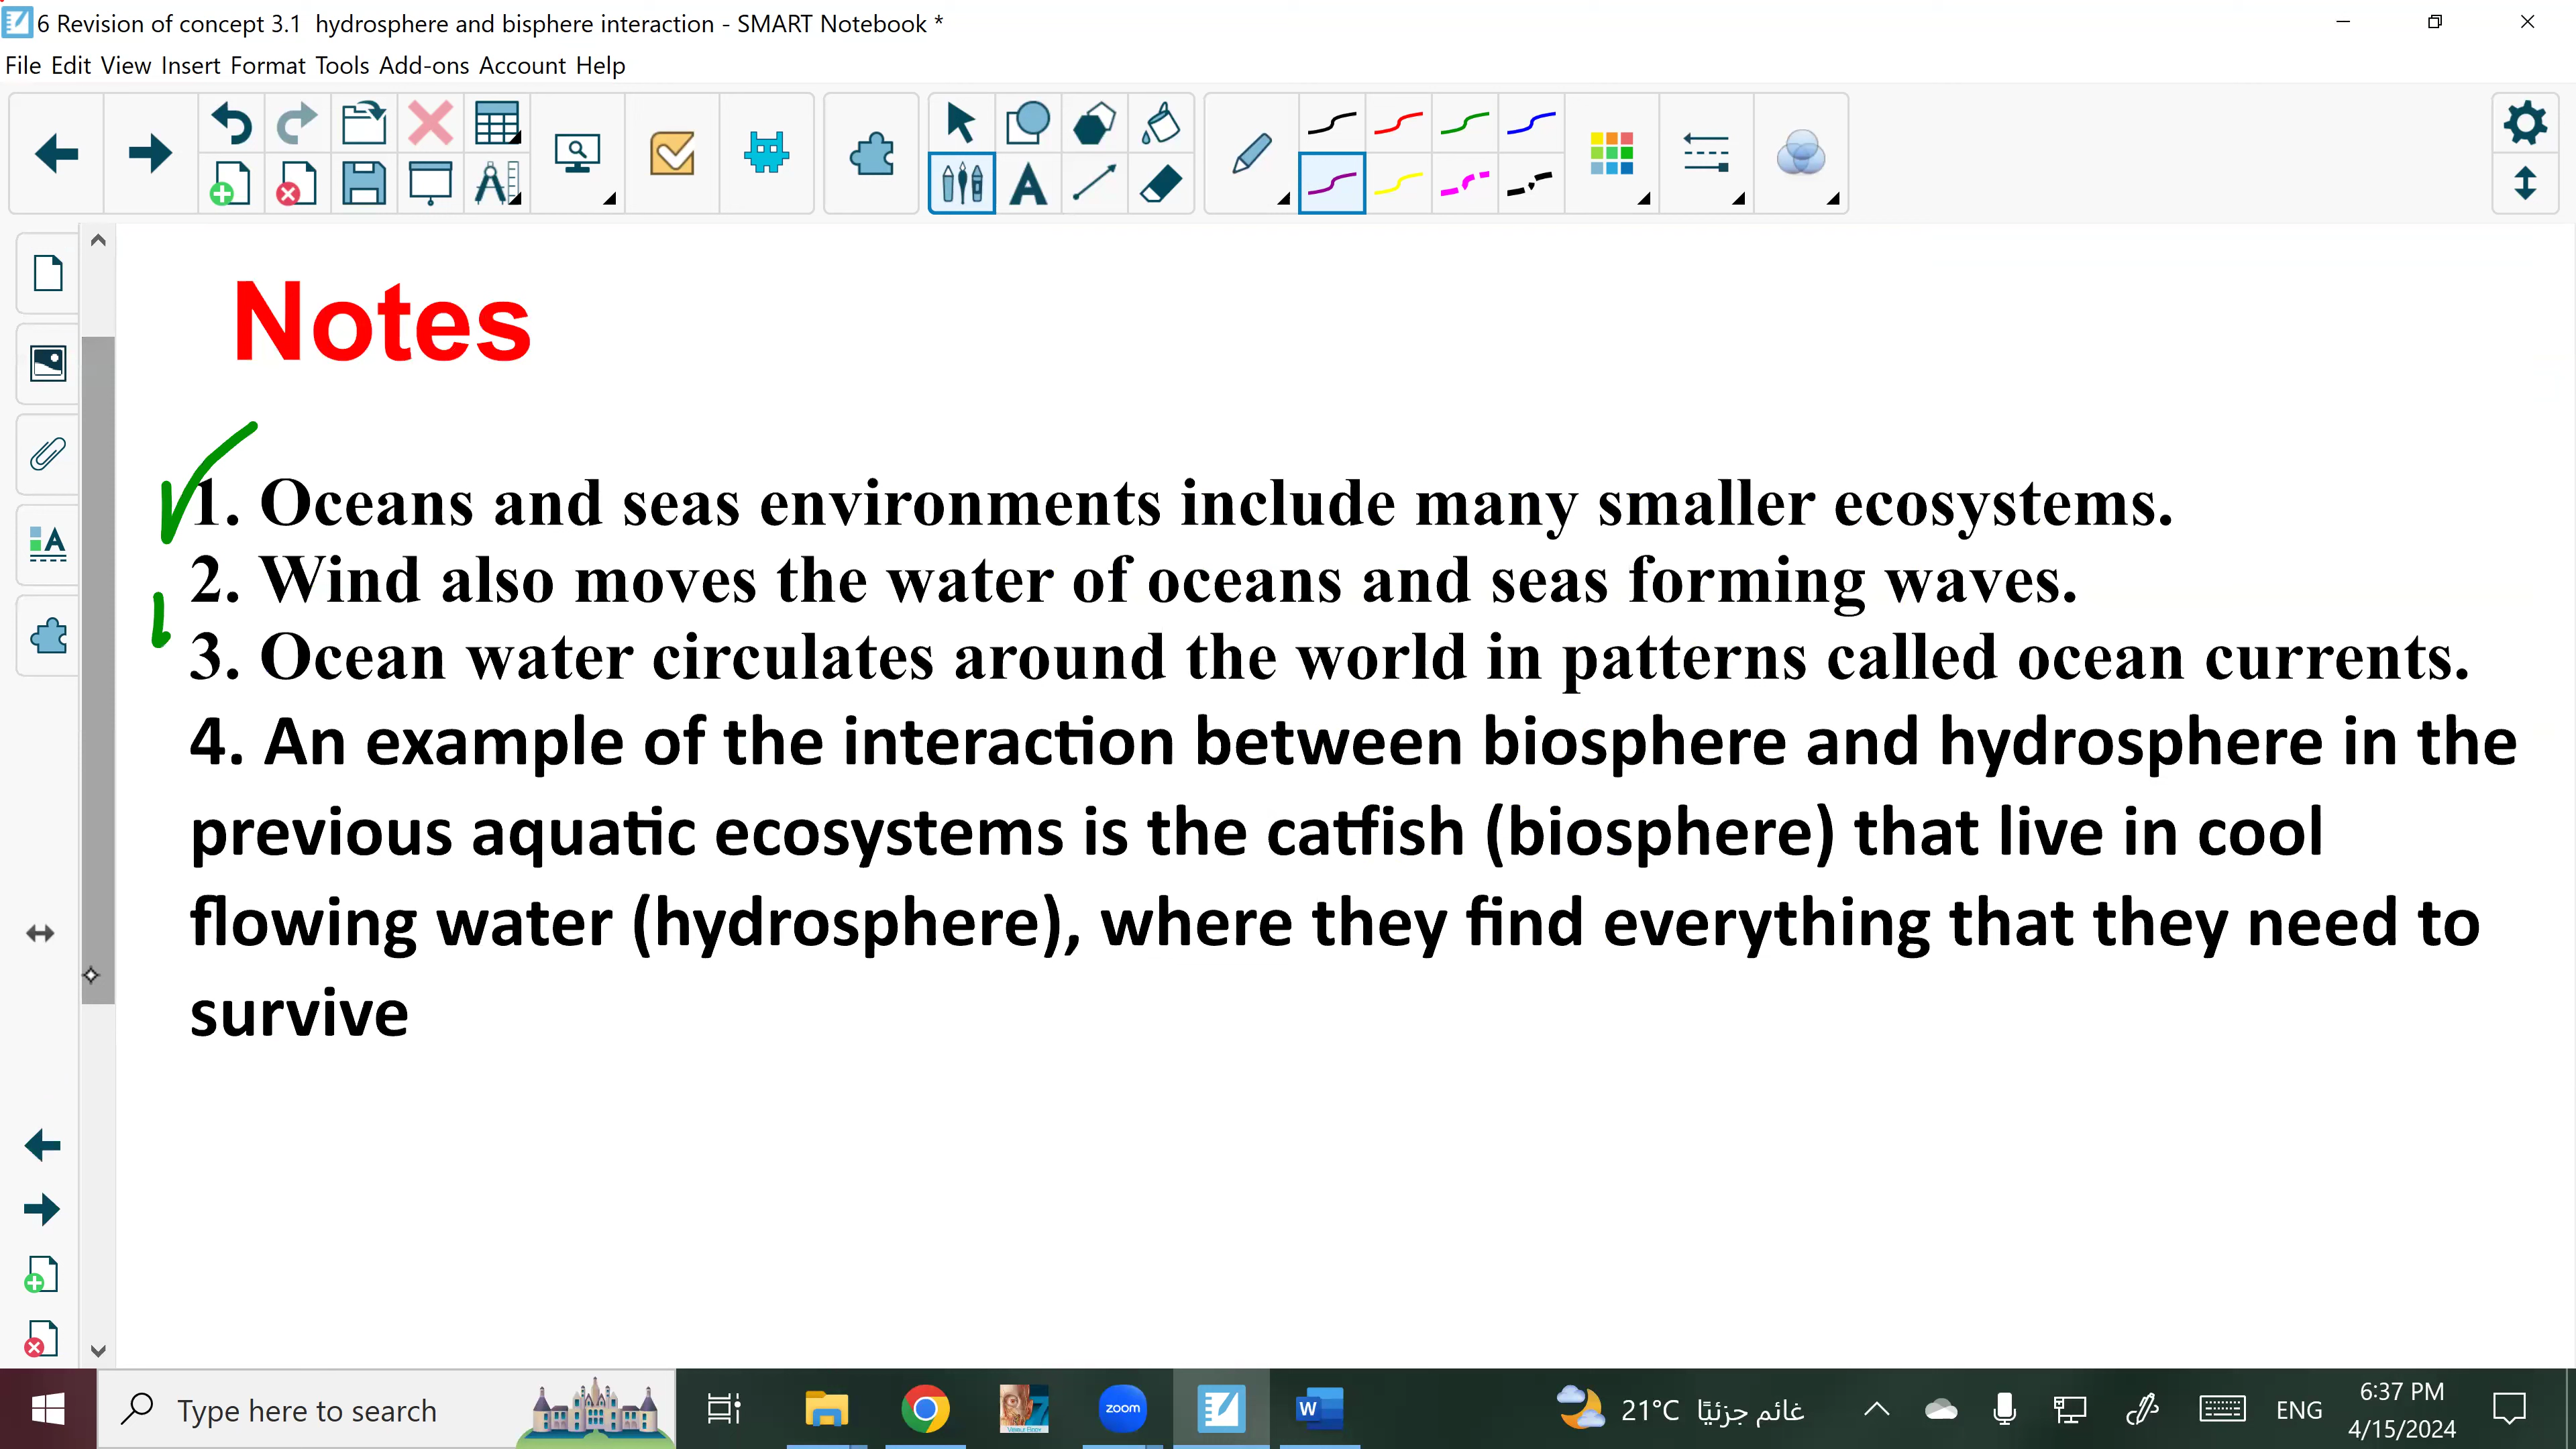 6 Revision of concept 3.1 hydrosphere and bisphere interaction - SMART Notebook *
File Edit View Insert Format Tools Add-ons Account Help
Notes
1. Oceans and seas environments include many smaller ecosystems.
2. Wind also moves the water of oceans and seas forming waves.
3. Ocean water circulates around the world in patterns called ocean currents.
4. An example of the interaction between biosphere and hydrosphere in the
previous aquatic ecosystems is the catfish (biosphere) that live in cool
flowing water (hydrosphere), where they find everything that they need to
survive
Type here to search
zoom
W
21°C غائم جزئيًا
ENG
6:37 PM
4/15/2024